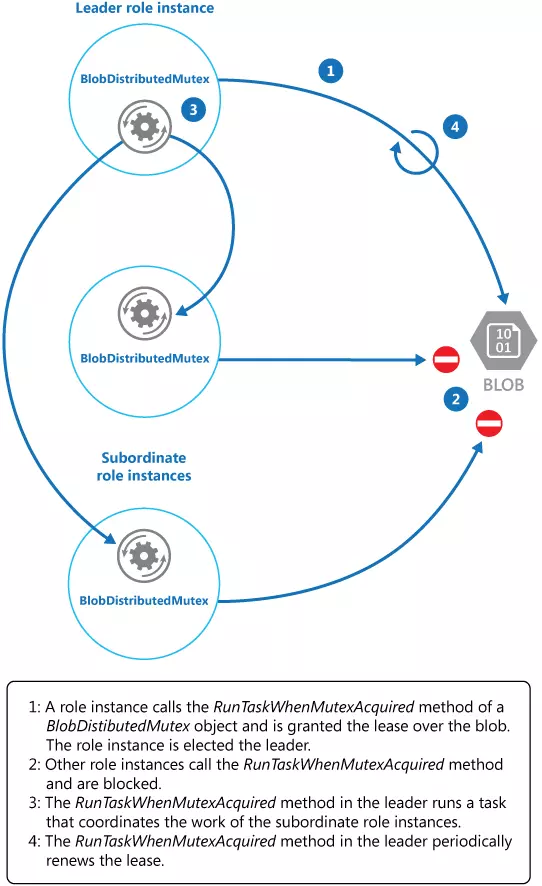 Leader role instance
BlobDistributedMutex
1
3
4
10
01
BlobDistributedMutex
BLOB
2
Subordinate
role instances
BlobDistributedMutex
1: A role instance calls the RunTaskWhenMutexAcquired method of a
BlobDistibutedMutex object and is granted the lease over the blob.
The role instance is elected the leader.
2: Other role instances call the RunTaskWhenMutexAcquired method
and are blocked.
3: The RunTaskWhenMutexAcquired method in the leader runs a task
that coordinates the work of the subordinate role instances.
4: The RunTaskWhenMutexAcquired method in the leader periodically
renews the lease.